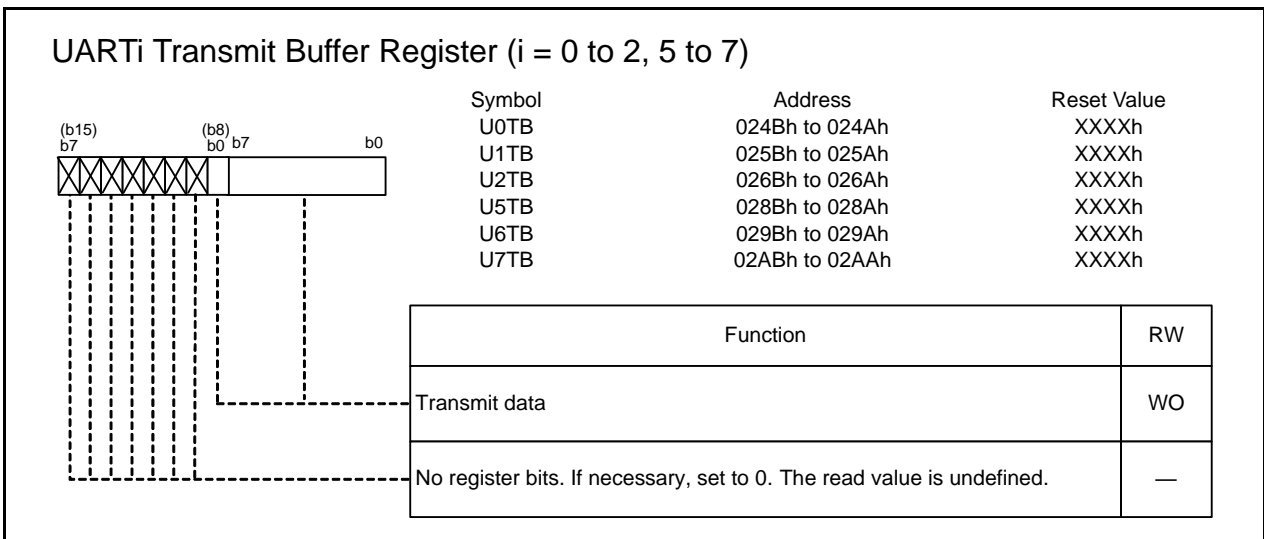 UARTi Transmit Buffer Register (i = 0 to 2, 5 to 7)
Symbol Address Reset Value
U0TB 024Bh to 024Ah XXXXh
U1TB 025Bh to 025Ah XXXXh
U2TB 026Bh to 026Ah XXXXh
U5TB 028Bh to 028Ah XXXXh
U6TB 029Bh to 029Ah XXXXh
U7TB 02ABh to 02AAh XXXXh
(b15) (b8)
b7 b0 b7 b0
Function RW
Transmit data WO
No register bits. If necessary, set to 0. The read value is undefined. —